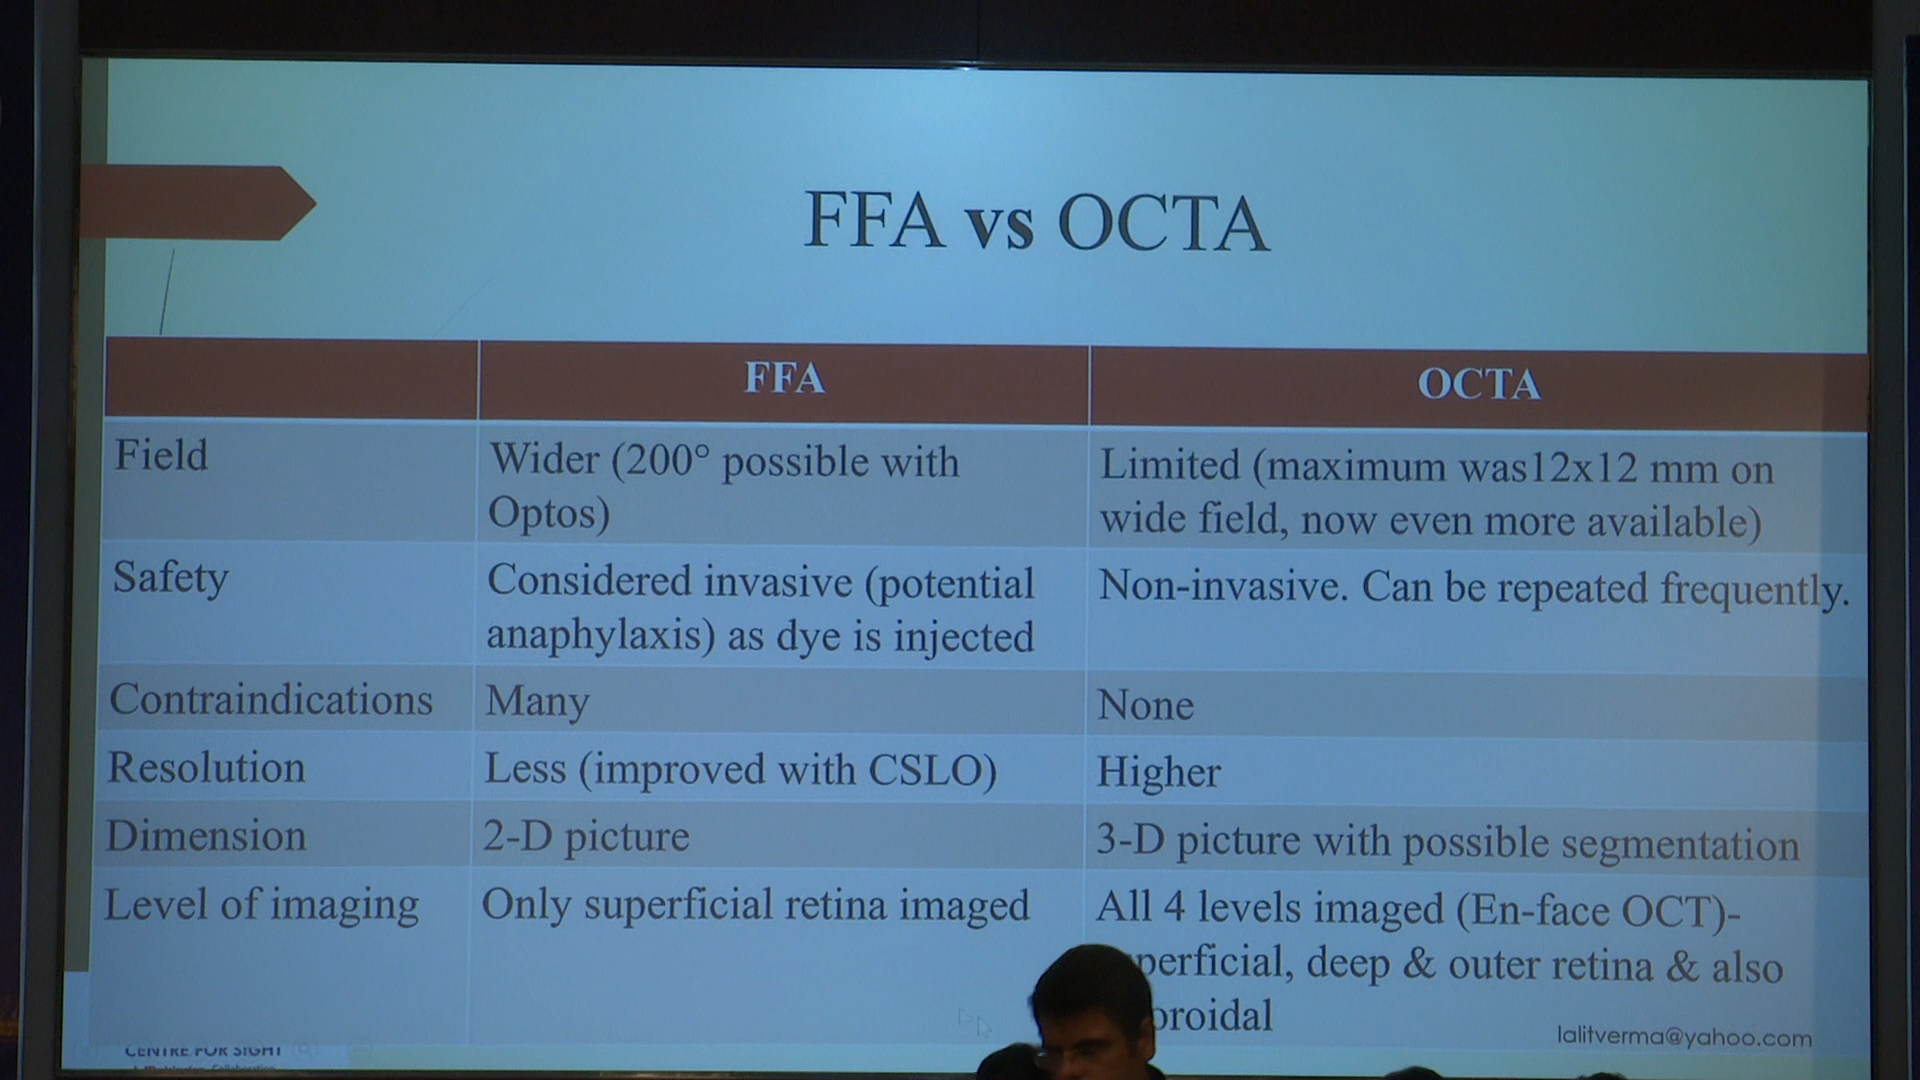 FFA vs OCTA
FFA
OCTA
Field
Wider (200° possible with
Optos)
Limited (maximum was12x12 mm on
wide field, now even more available)
Safety
Considered invasive (potential
anaphylaxis) as dye is injected
Non-invasive. Can be repeated frequently.
Contraindications
Many
None
Resolution
Less (improved with CSLO)
Higher
Dimension
2-D picture
3-D picture with possible segmentation
Level of imaging
Only superficial retina imaged
All 4 levels imaged (En-face OCT)-
deep & outer retina & also
lalitverma@yahoo.com
CENTRE FOR SIGHT